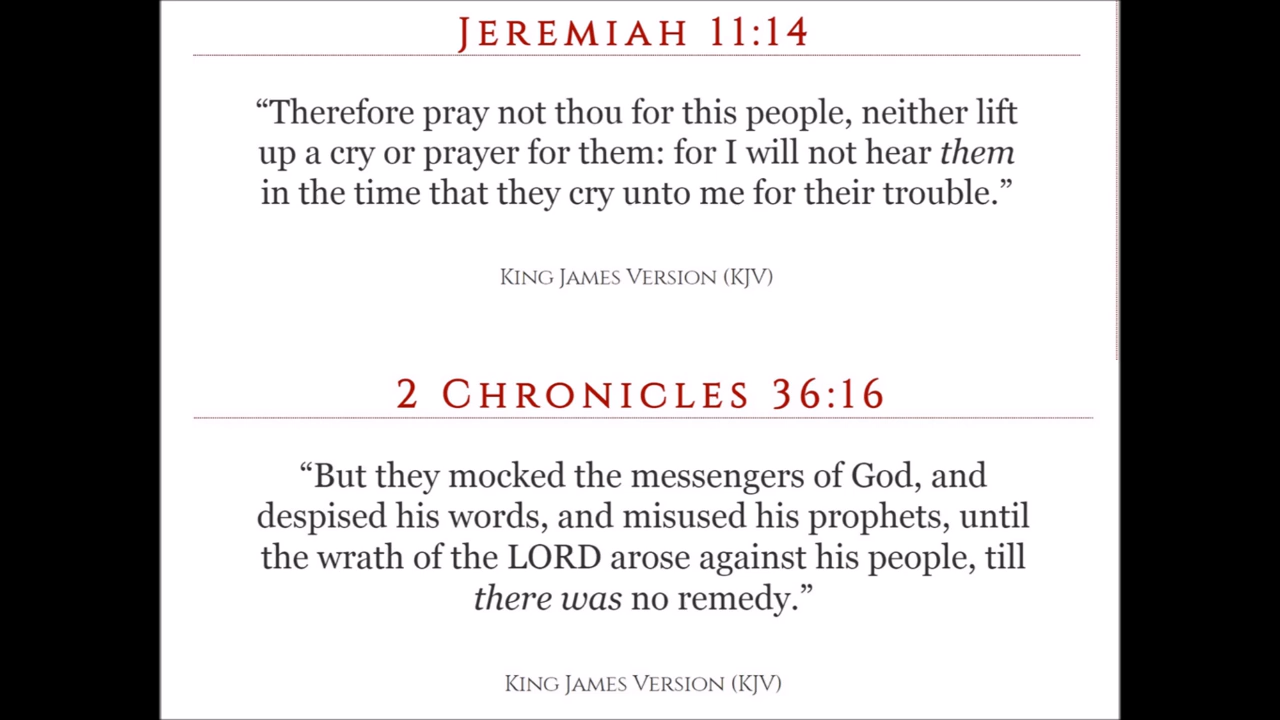 JEREMIAH 11:14
“Therefore pray not thou for this people, neither lift
up a cry or prayer for them: for I will not hear them
in the time that they cry unto me for their trouble.”
KING JAMES VERSION (KJV)
2 CHRONICLES 36:16
“But they mocked the messengers of God, and
despised his words, and misused his prophets, until
the wrath of the LORD arose against his people, till
there was no remedy.”
KING JAMES VERSION (KJV)